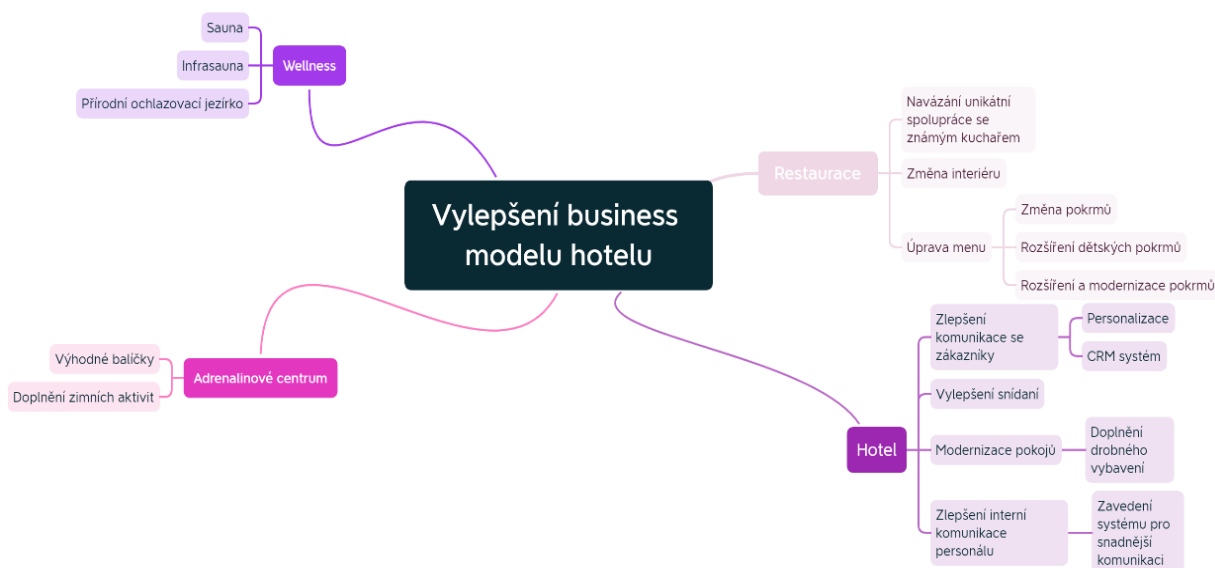 Sauna
Infrasauna
Přírodní ochlazovací jezírko
Wellness
Vylepšení business
modelu hotelu
Restaurace
Navázání unikátní
spolupráce se
známým kuchařem
Změna interiéru
Úprava menu
Změna pokrmů
Rozšíření dětských pokrmů
Rozšíření a modernizace pokrmů
Výhodné balíčky
Doplnění zimních aktivit
Adrenalinové centrum
Hotel
Zlepšení
komunikace se
zákazníky
Personalizace
CRM systém
Vylepšení snídaní
Modernizace pokojů
Doplnění
drobného
vybavení
Zlepšení interní
komunikace
personálu
Zavedení
systému pro
snadnější
komunikaci